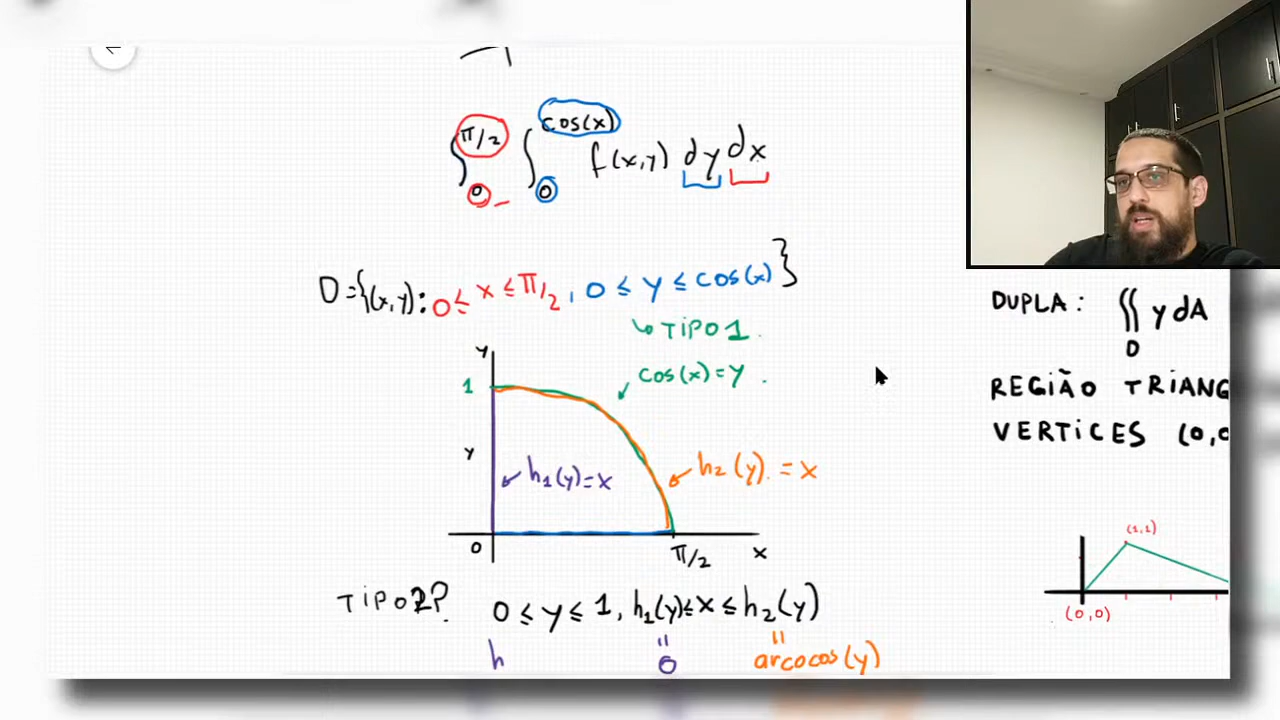 ∫₀^π/2 ∫₀^cos(x) f(x,y) dy dx
D={(x,y): 0 ≤ x ≤ π/2, 0 ≤ y ≤ cos(x)}
↳ TIPO 1.
y
1
cos(x)=y.
y
h₁(y)=x
h₂(y).=x
0
π/2
x
TIPO 2?
0 ≤ y ≤ 1, h₁(y) ≤ x ≤ h₂(y)
h
=
0
=
arcocos(y)
DUPLA: ∬ y dA
D
REGIÃO TRIANG
VERTICES (0,0
(1,1)
(0,0)